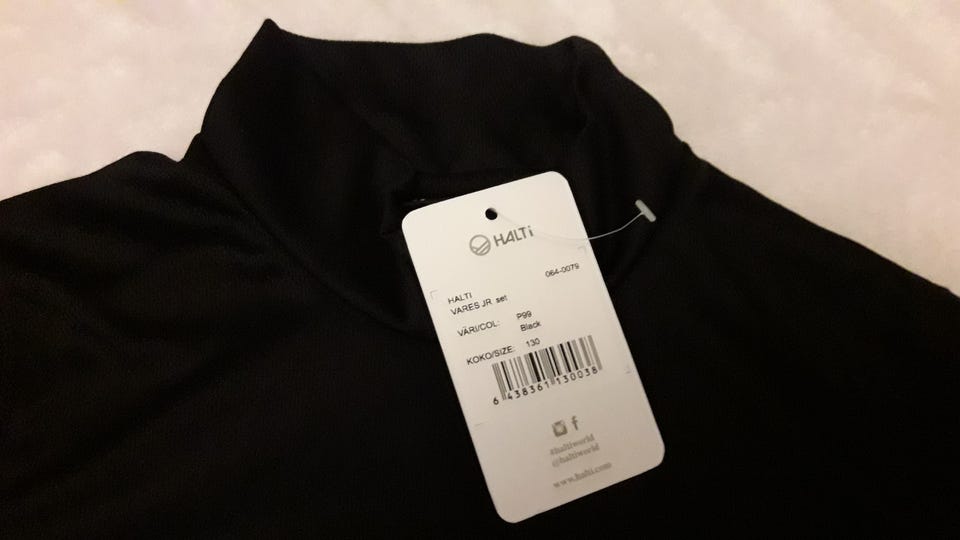 HALTi
064-0079
HALTI
VARES JR. set
VÄRI/COL: P99
Black
KOKO/SIZE: 130
6 438361 130038
#haltiworld
@haltiworld
www.halti.com